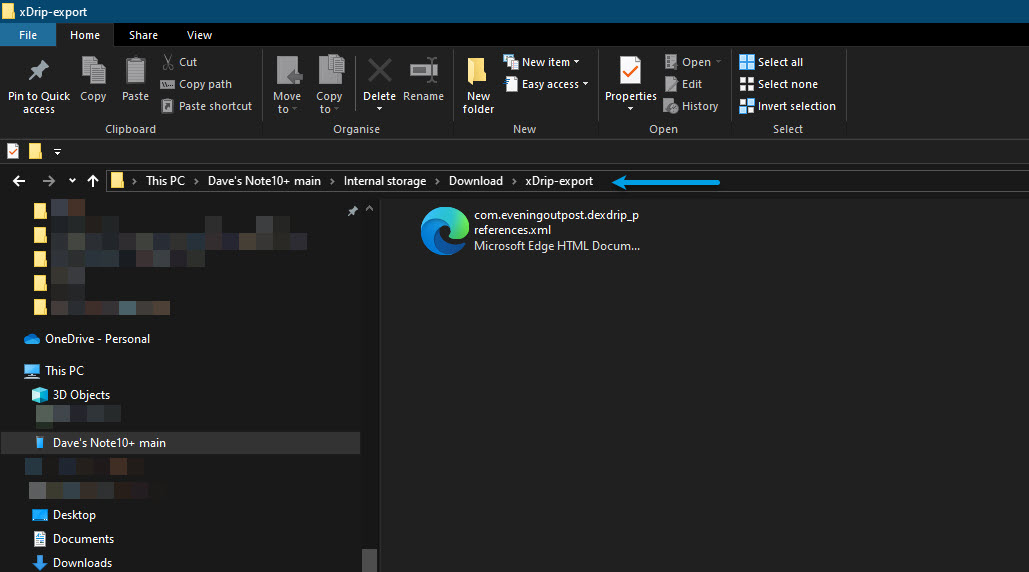 xDrip-export
File Home Share View
Pin to Quick access
Copy
Paste
Cut
Copy path
Paste shortcut
Clipboard
Move to
Copy to
Delete
Rename
Organise
New folder
New item
Easy access
New
Properties
Open
Edit
History
Open
Select all
Select none
Invert selection
Select
This PC > Dave's Note10+ main > Internal storage > Download > xDrip-export
com.eveningoutpost.dexdrip_p
references.xml
Microsoft Edge HTML Docum...
OneDrive - Personal
This PC
3D Objects
Dave's Note10+ main
Desktop
Documents
Downloads